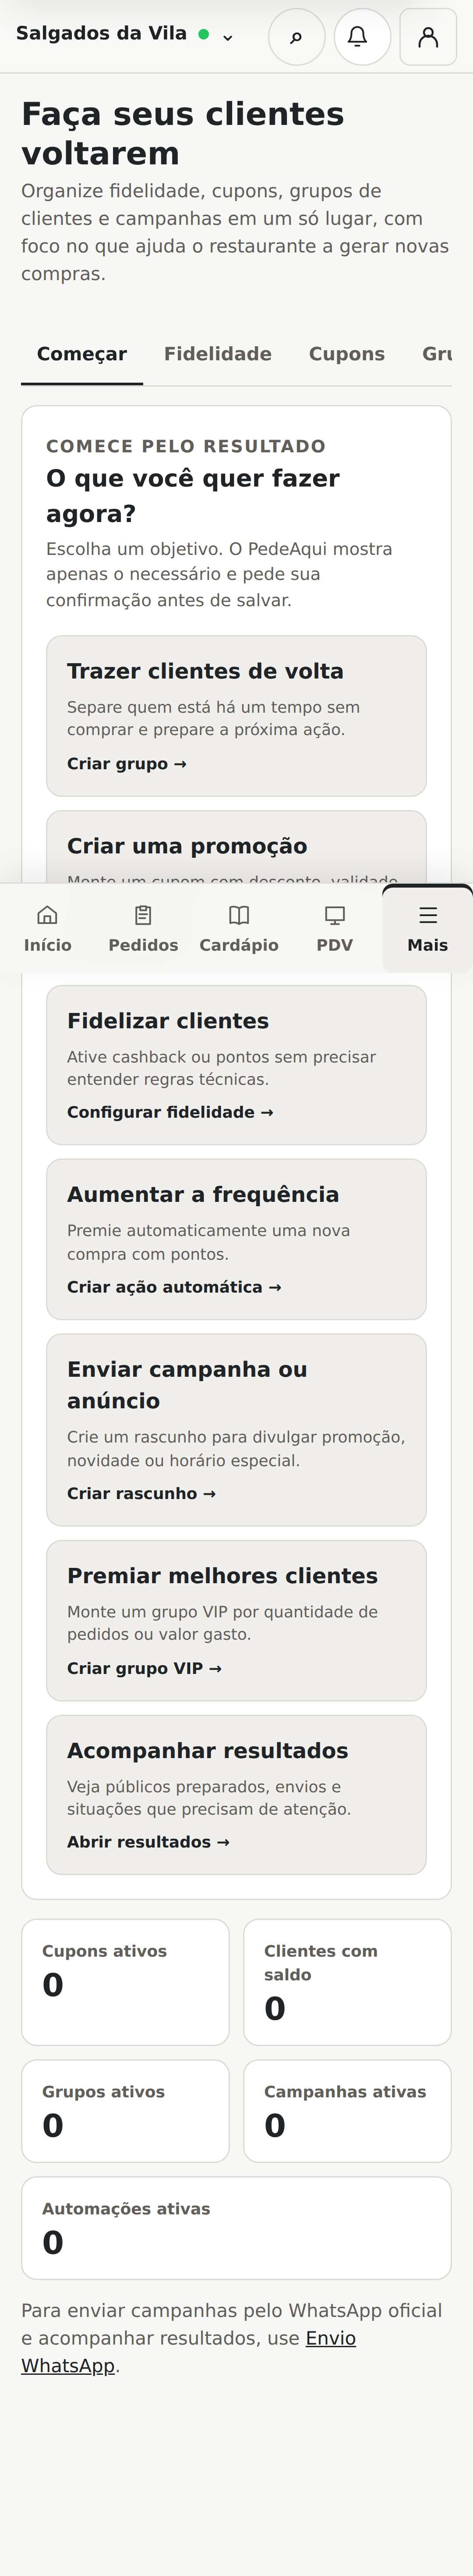 Salgados da Vila
Faça seus clientes
voltarem
Organize fidelidade, cupons, grupos de
clientes e campanhas em um só lugar, com
foco no que ajuda o restaurante a gerar novas
compras.
Começar Fidelidade Cupons Gru
COMECE PELO RESULTADO
O que você quer fazer
agora?
Escolha um objetivo. O PedeAqui mostra
apenas o necessário e pede sua
confirmação antes de salvar.
Trazer clientes de volta
Separe quem está há um tempo sem
comprar e prepare a próxima ação.
Criar grupo →
Criar uma promoção
Monte um cupom com desconto, validade
Início Pedidos Cardápio PDV Mais
Fidelizar clientes
Ative cashback ou pontos sem precisar
entender regras técnicas.
Configurar fidelidade →
Aumentar a frequência
Premie automaticamente uma nova
compra com pontos.
Criar ação automática →
Enviar campanha ou
anúncio
Crie um rascunho para divulgar promoção,
novidade ou horário especial.
Criar rascunho →
Premiar melhores clientes
Monte um grupo VIP por quantidade de
pedidos ou valor gasto.
Criar grupo VIP →
Acompanhar resultados
Veja públicos preparados, envios e
situações que precisam de atenção.
Abrir resultados →
Cupons ativos
0
Clientes com
saldo
0
Grupos ativos
0
Campanhas ativas
0
Automações ativas
0
Para enviar campanhas pelo WhatsApp oficial
e acompanhar resultados, use Envio
WhatsApp.